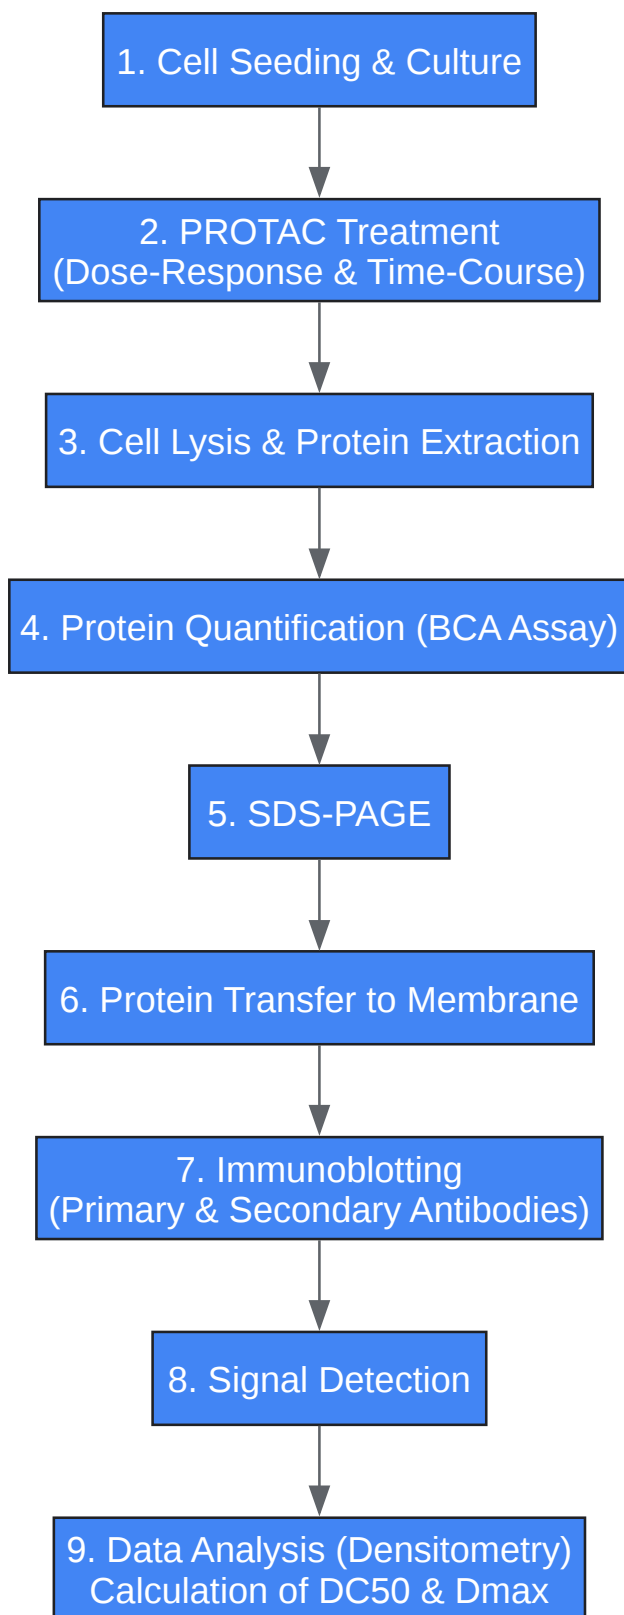 1. Cell Seeding & Culture
2. PROTAC Treatment
(Dose-Response & Time-Course)
3. Cell Lysis & Protein Extraction
4. Protein Quantification (BCA Assay)
5. SDS-PAGE
6. Protein Transfer to Membrane
7. Immunoblotting
(Primary & Secondary Antibodies)
8. Signal Detection
9. Data Analysis (Densitometry)
Calculation of DC50 & Dmax